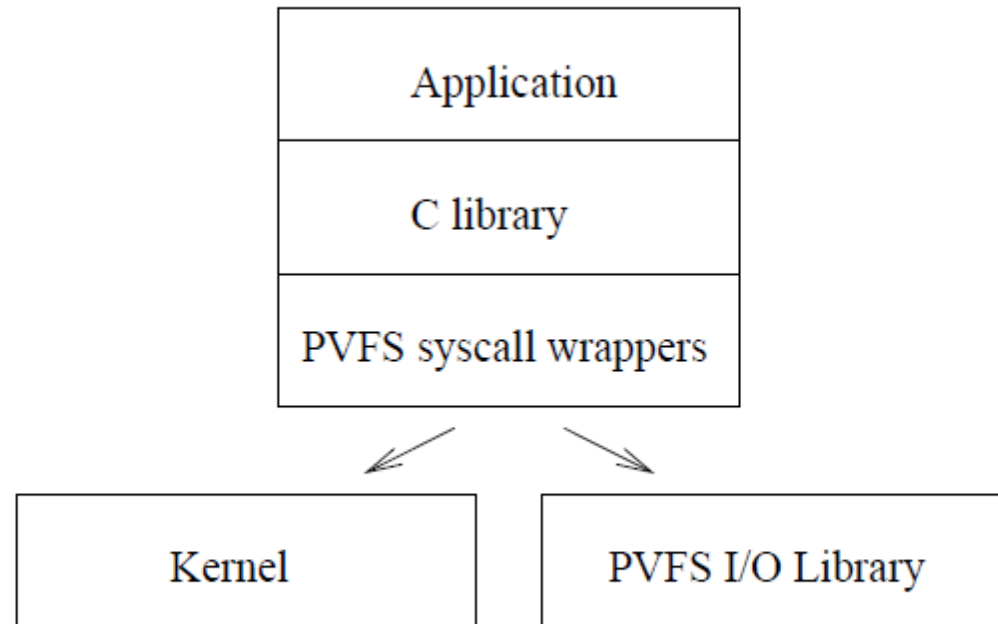 Application
C library
PVFS syscall wrappers
Kernel
PVFS I/O Library